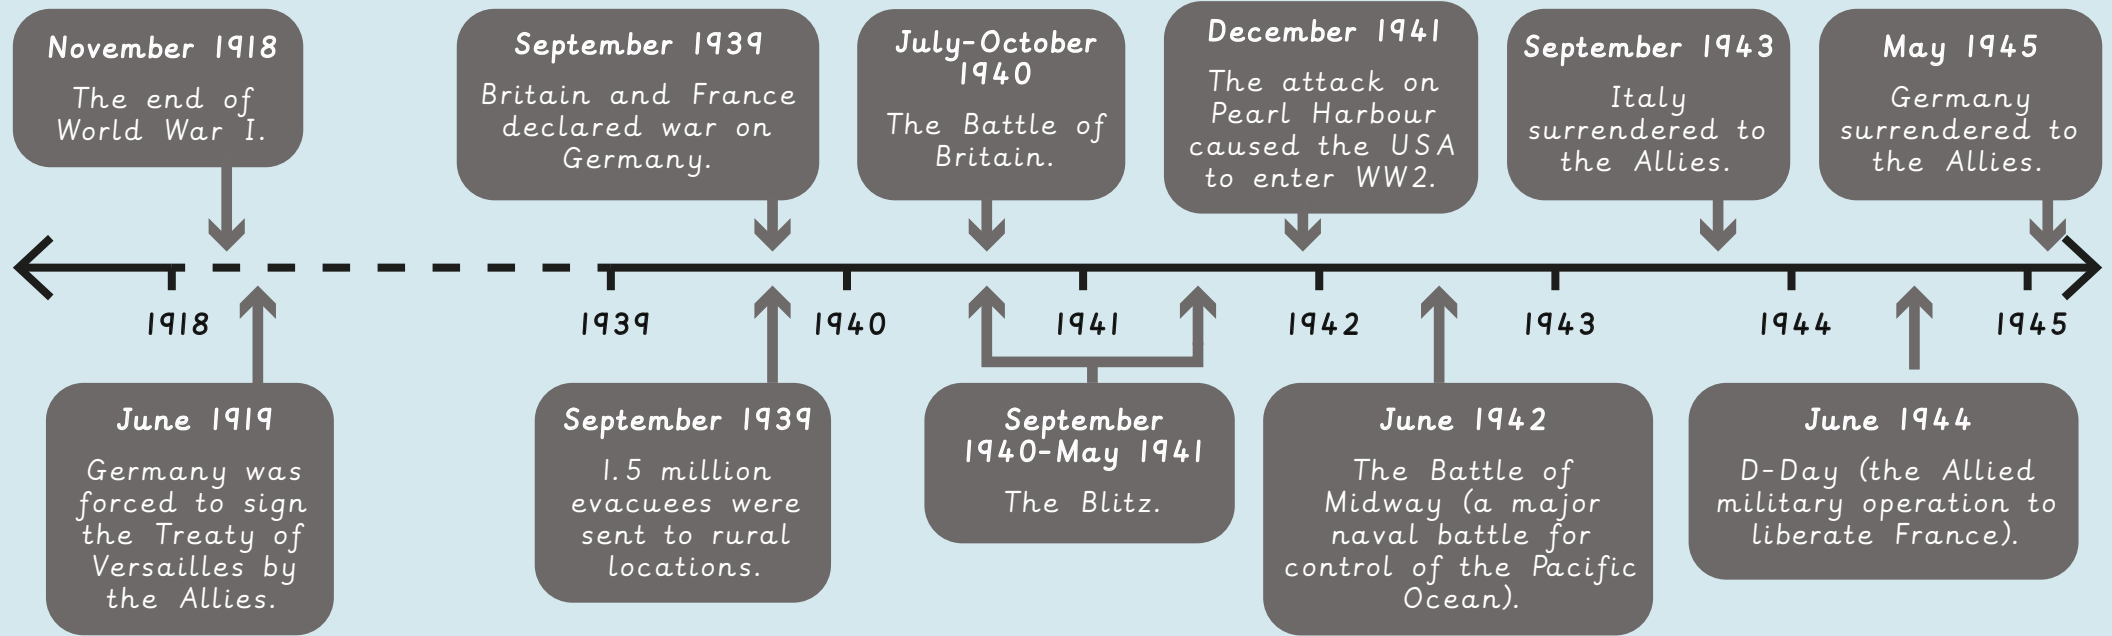 November 1918
The end of
World War I.
September 1939
Britain and France
declared war on
Germany.
July-October
1940
The Battle of
Britain.
December 1941
The attack on
Pearl Harbour
caused the USA
to enter WW2.
September 1943
Italy
surrendered to
the Allies.
May 1945
Germany
surrendered to
the Allies.
1918
1939
1940
1941
1942
1943
1944
1945
June 1919
Germany was
forced to sign
the Treaty of
Versailles by
the Allies.
September 1939
1.5 million
evacuees were
sent to rural
locations.
September
1940-May 1941
The Blitz.
June 1942
The Battle of
Midway (a major
naval battle for
control of the Pacific
Ocean).
June 1944
D-Day (the Allied
military operation to
liberate France).